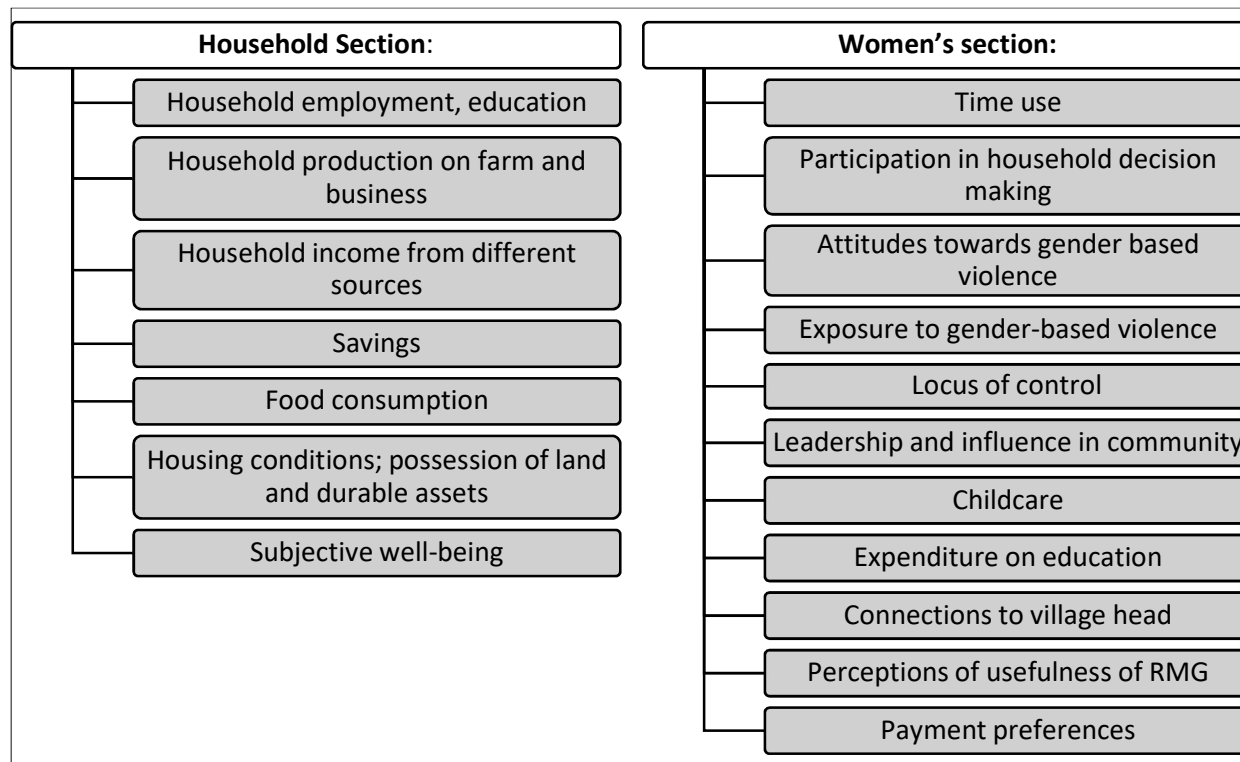 Household Section:
Household employment, education
Household production on farm and
business
Household income from different
sources
Savings
Food consumption
Housing conditions; possession of land
and durable assets
Subjective well-being
Women’s section:
Time use
Participation in household decision
making
Attitudes towards gender based
violence
Exposure to gender-based violence
Locus of control
Leadership and influence in community
Childcare
Expenditure on education
Connections to village head
Perceptions of usefulness of RMG
Payment preferences